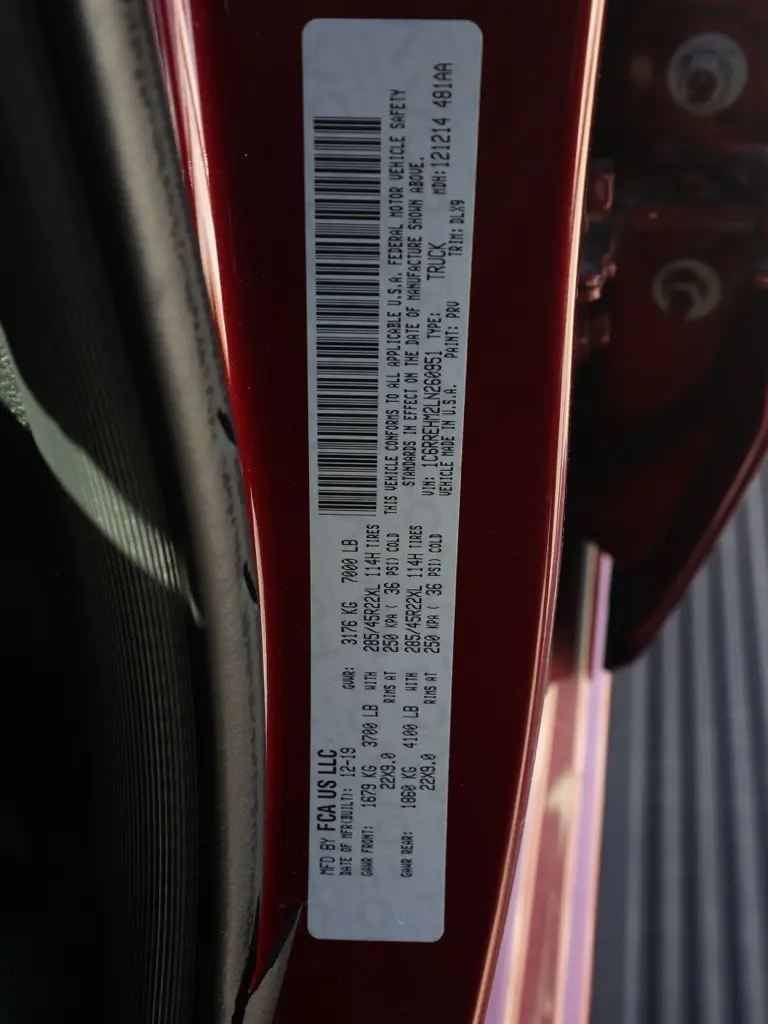 MFD BY FCA US LLC
DATE OF MFR(BUILT): 12-19 GVWR: 3176 KG 7000 LB
GAWR FRONT: 1679 KG 3700 LB WITH 285/45R22XL 114H TIRES
22X9.0 RIMS AT 250 KPA ( 36 PSI) COLD
GAWR REAR: 1860 KG 4100 LB WITH 285/45R22XL 114H TIRES
22X9.0 RIMS AT 250 KPA ( 36 PSI) COLD
THIS VEHICLE CONFORMS TO ALL APPLICABLE U.S.A. FEDERAL MOTOR VEHICLE SAFETY
STANDARDS IN EFFECT ON THE DATE OF MANUFACTURE SHOWN ABOVE.
VIN: 1C6RREHM2LN260951 TYPE: TRUCK MDH: 121214 481AA
VEHICLE MADE IN U.S.A. PAINT: PRV TRIM: DLX9